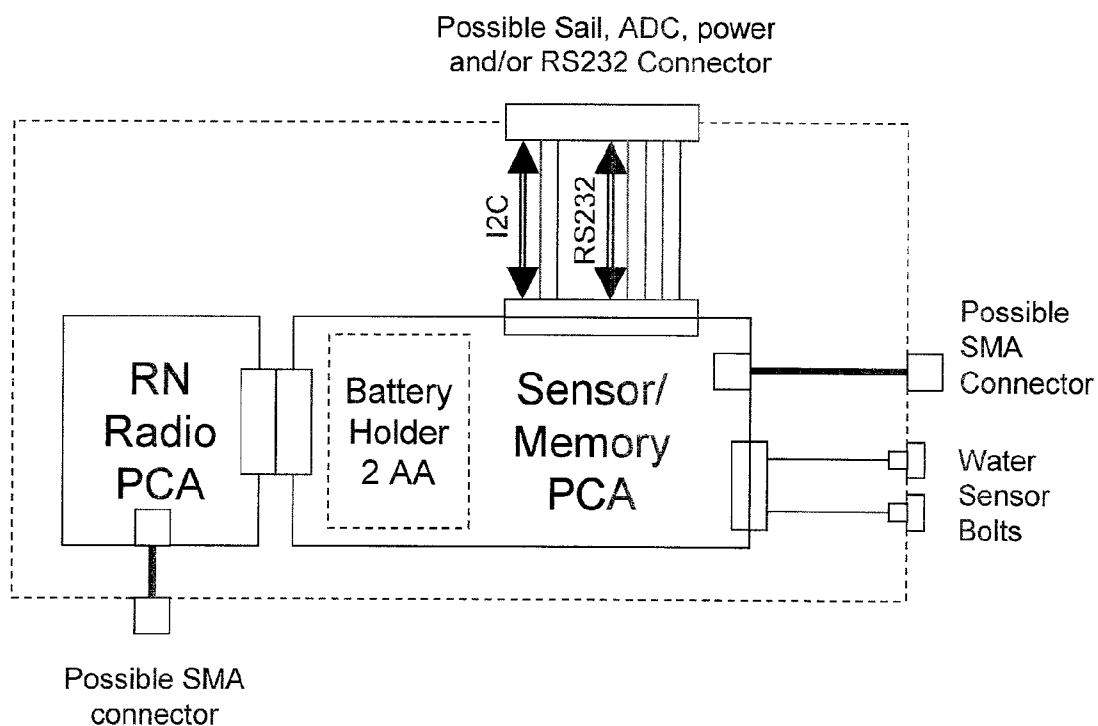 Possible Sail, ADC, power
and/or RS232 Connector
I2C
RS232
RN
Radio
PCA
Battery
Holder
2 AA
Sensor/
Memory
PCA
Possible
SMA
Connector
Water
Sensor
Bolts
Possible SMA
connector